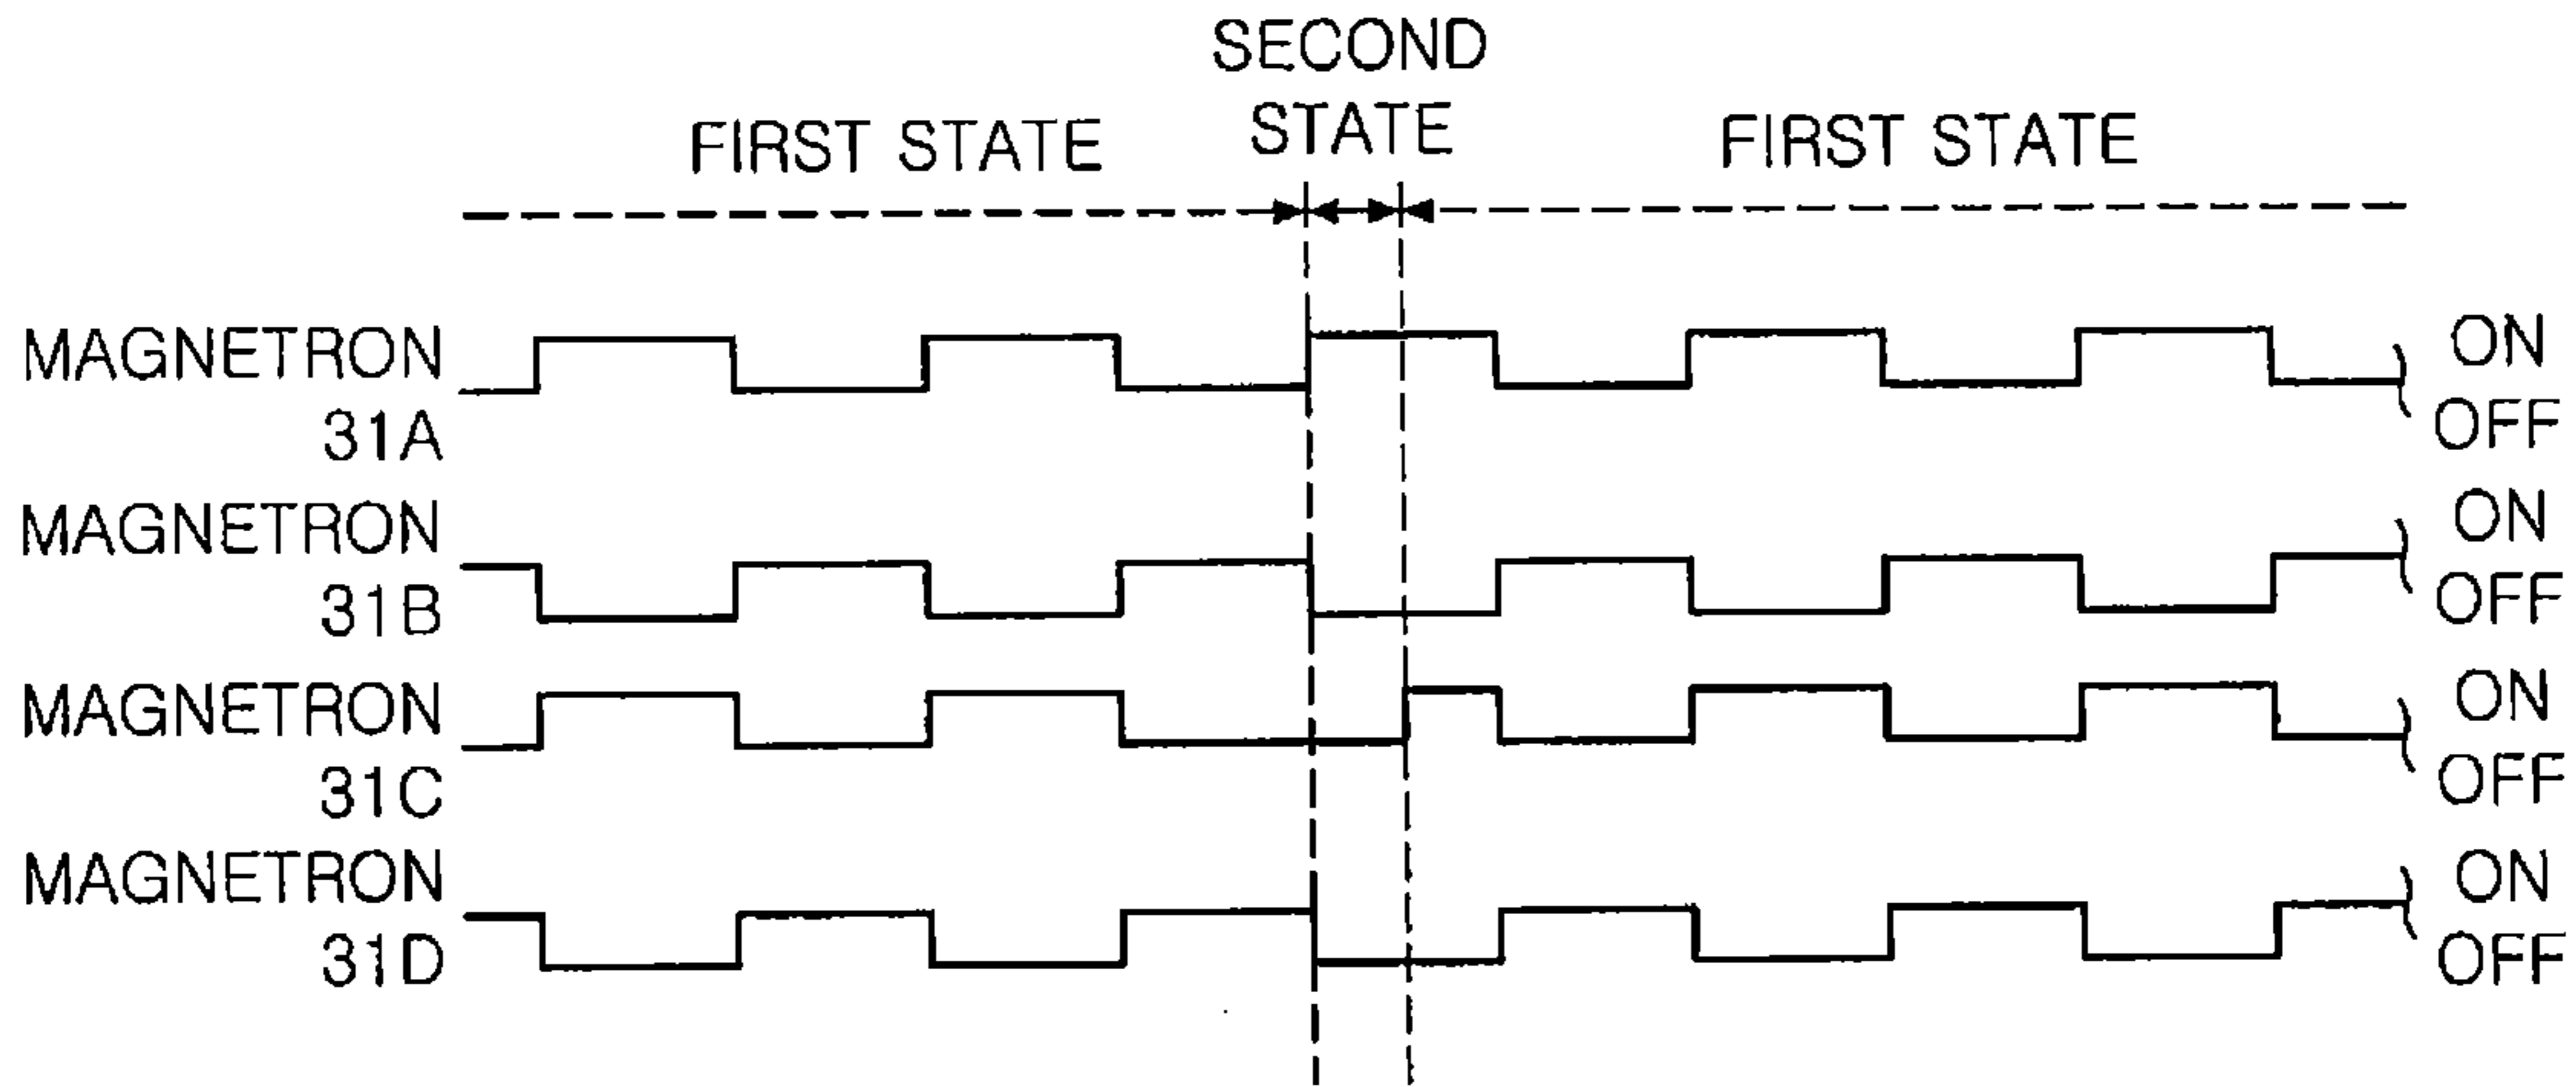 SECOND
STATE
FIRST STATE
FIRST STATE
MAGNETRON
31A
ON
OFF
MAGNETRON
31B
ON
OFF
MAGNETRON
31C
ON
OFF
MAGNETRON
31D
ON
OFF